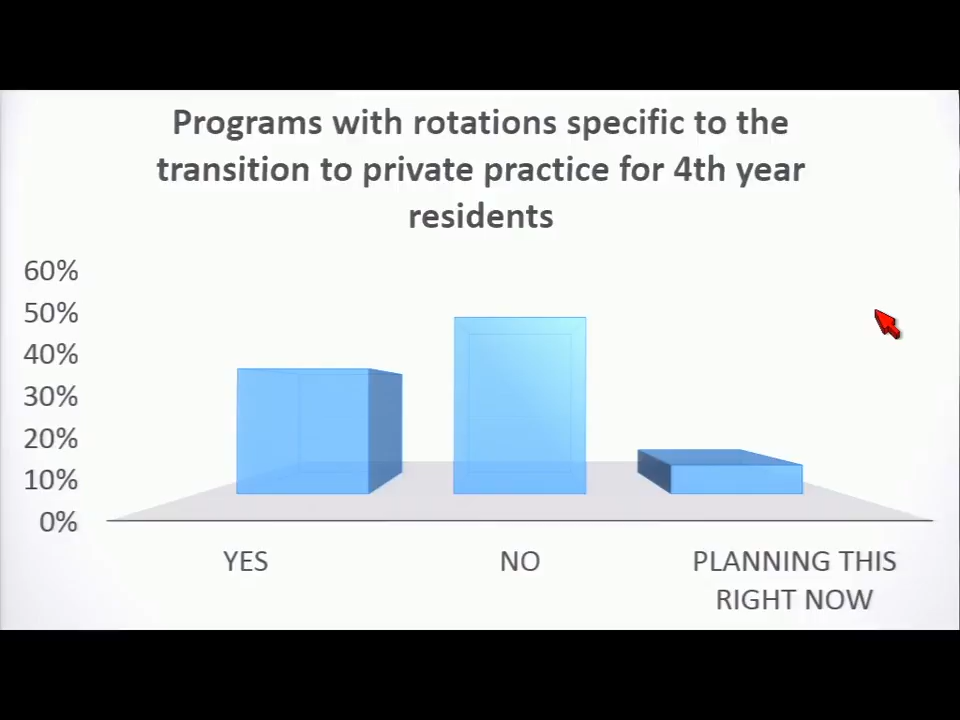 Programs with rotations specific to the
transition to private practice for 4th year
residents
60%
50%
40%
30%
20%
10%
0%
YES
NO
PLANNING THIS
RIGHT NOW